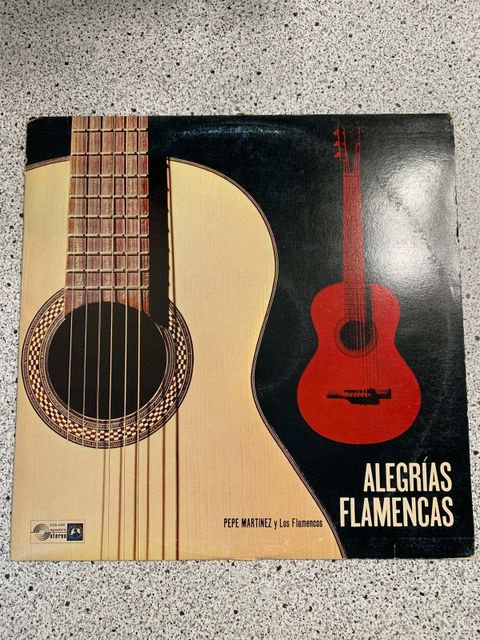 ALEGRÍAS
FLAMENCAS
PEPE MARTINEZ y Los Flamencos
stereo